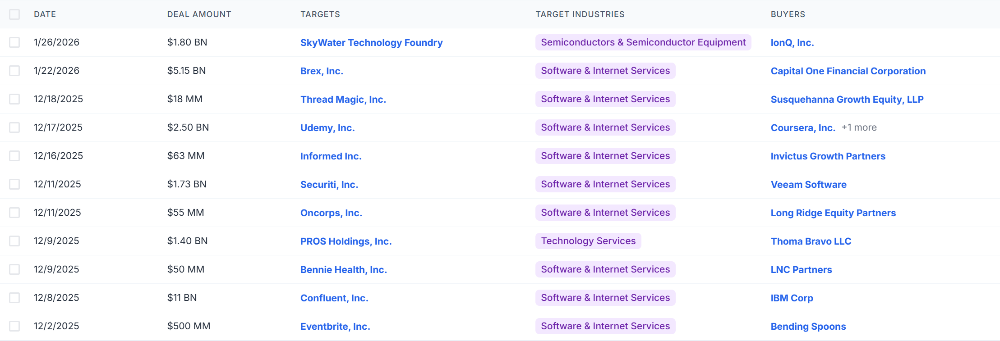 DATE DEAL AMOUNT TARGETS TARGET INDUSTRIES BUYERS
1/26/2026 $1.80 BN SkyWater Technology Foundry Semiconductors & Semiconductor Equipment IonQ, Inc.
1/22/2026 $5.15 BN Brex, Inc. Software & Internet Services Capital One Financial Corporation
12/18/2025 $18 MM Thread Magic, Inc. Software & Internet Services Susquehanna Growth Equity, LLP
12/17/2025 $2.50 BN Udemy, Inc. Software & Internet Services Coursera, Inc. +1 more
12/16/2025 $63 MM Informed Inc. Software & Internet Services Invictus Growth Partners
12/11/2025 $1.73 BN Securiti, Inc. Software & Internet Services Veeam Software
12/11/2025 $55 MM Oncorps, Inc. Software & Internet Services Long Ridge Equity Partners
12/9/2025 $1.40 BN PROS Holdings, Inc. Technology Services Thoma Bravo LLC
12/9/2025 $50 MM Bennie Health, Inc. Software & Internet Services LNC Partners
12/8/2025 $11 BN Confluent, Inc. Software & Internet Services IBM Corp
12/2/2025 $500 MM Eventbrite, Inc. Software & Internet Services Bending Spoons